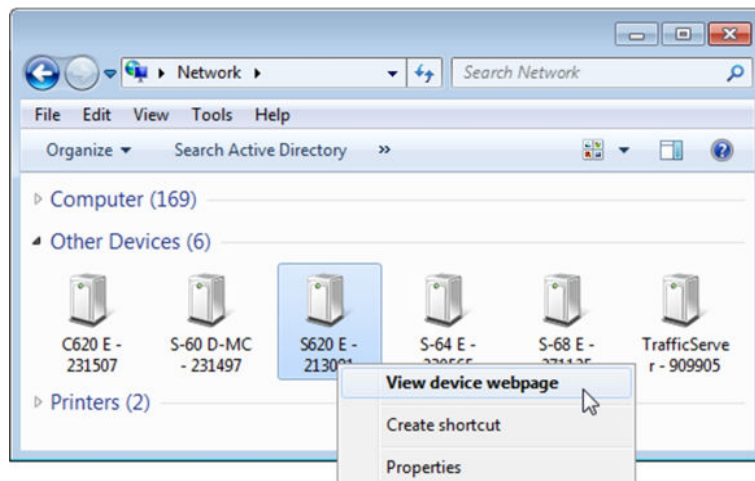 Network
Search Network
File Edit View Tools Help
Organize Search Active Directory »
Computer (169)
Other Devices (6)
C620 E - 231507
S-60 D-MC - 231497
S620 E -
S-64 E -
S-68 E -
TrafficServer - 909905
View device webpage
Printers (2)
Create shortcut
Properties